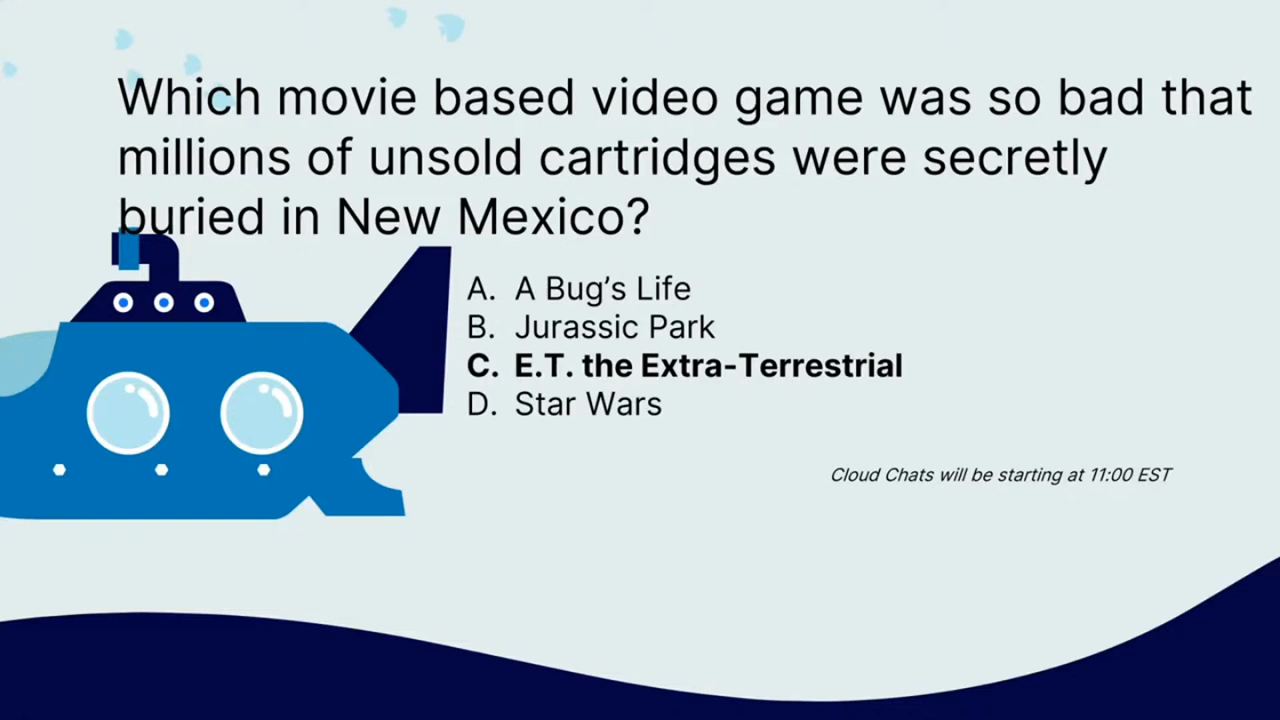 Which movie based video game was so bad that
millions of unsold cartridges were secretly
buried in New Mexico?
A. A Bug’s Life
B. Jurassic Park
C. E.T. the Extra-Terrestrial
D. Star Wars
Cloud Chats will be starting at 11:00 EST